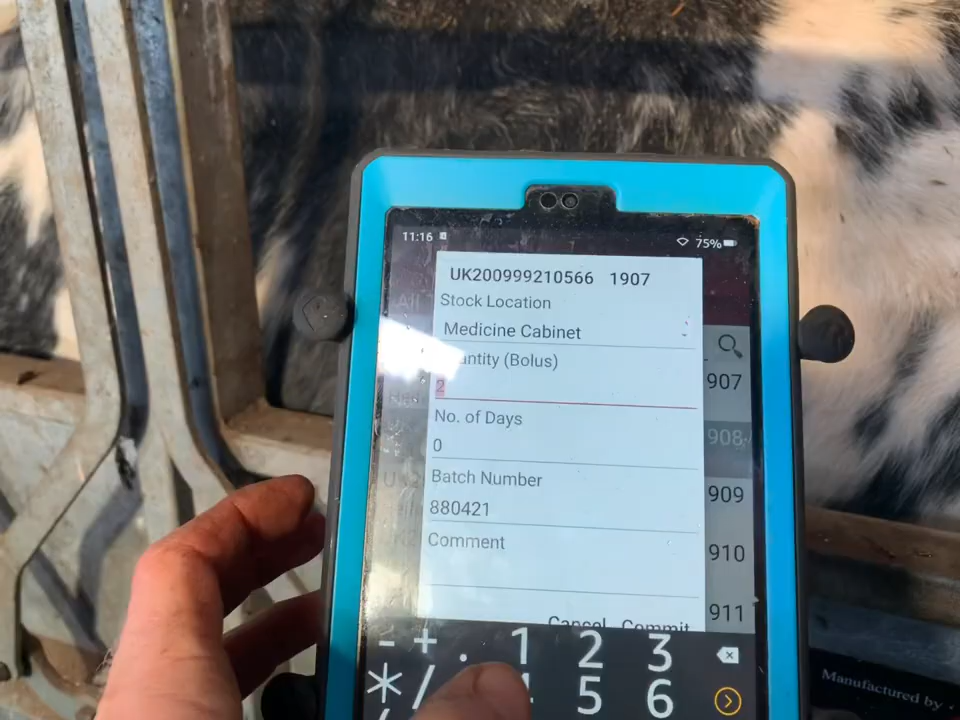 11:16 75%
UK200999210566 1907
Stock Location
Medicine Cabinet
(Bolus)
2
907
No. of Days
0
908
Batch Number
880421
909
Comment
910
911
Cancel Commit
- + . 1 2 3
* / 5 6
Manufactured by